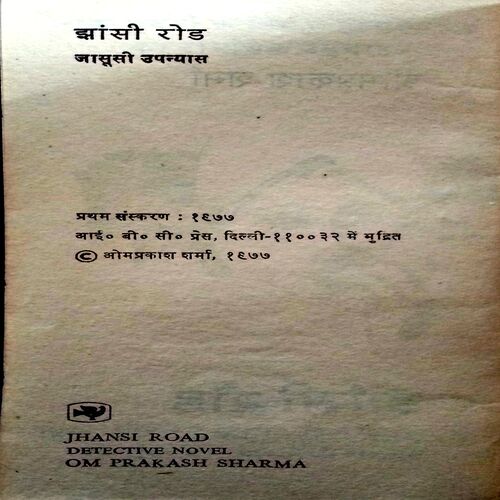 झांसी रोड
जासूसी उपन्यास
प्रथम संस्करण : १९७७
आई० बी० सी० प्रेस, दिल्ली-११००३२ में मुद्रित
© ओमप्रकाश शर्मा, १९७७
JHANSI ROAD
DETECTIVE NOVEL
OM PRAKASH SHARMA